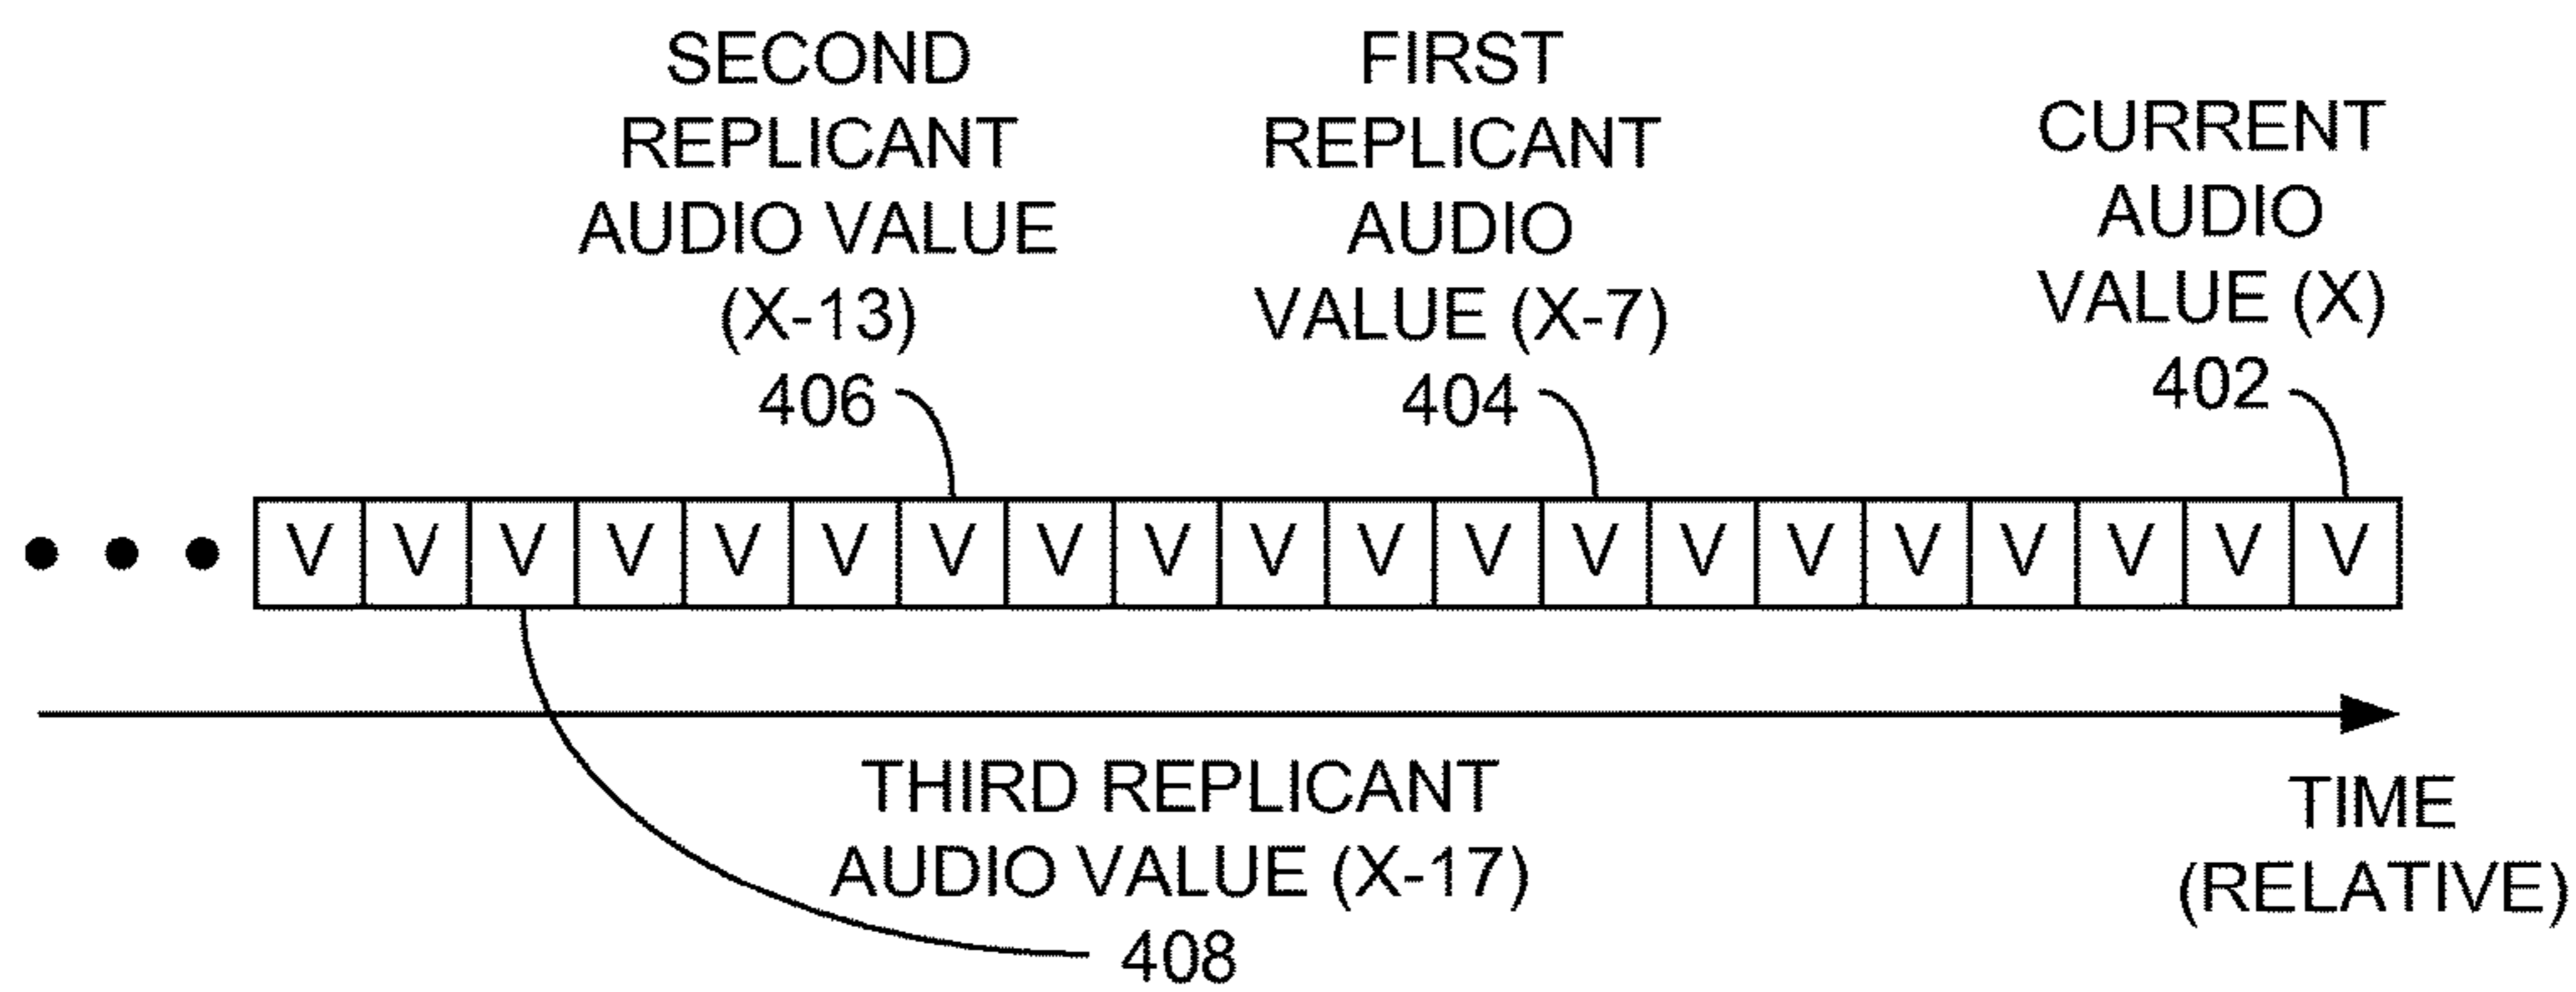 SECOND
REPLICANT
AUDIO VALUE
(X-13)
406
FIRST
REPLICANT
AUDIO
VALUE (X-7)
404
CURRENT
AUDIO
VALUE (X)
402
V V V V V V V V V V V V V V V V V V V V
THIRD REPLICANT
AUDIO VALUE (X-17)
408
TIME
(RELATIVE)